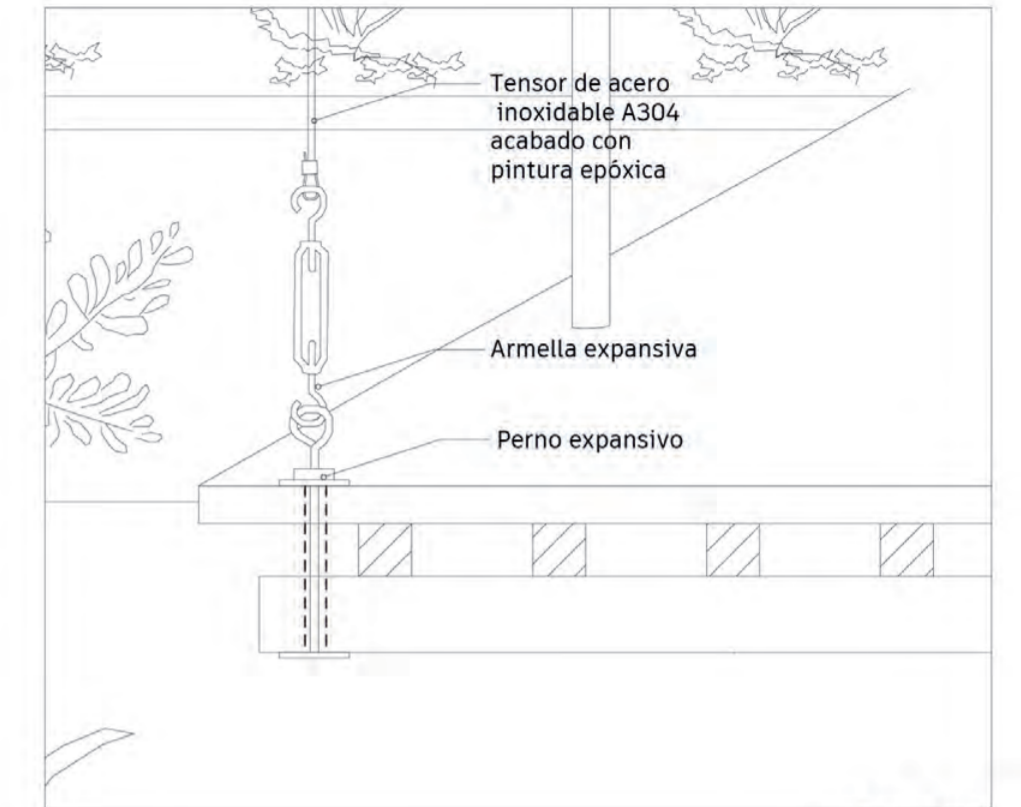 Tensor de acero
inoxidable A304
acabado con
pintura epóxica
Armella expansiva
Perno expansivo